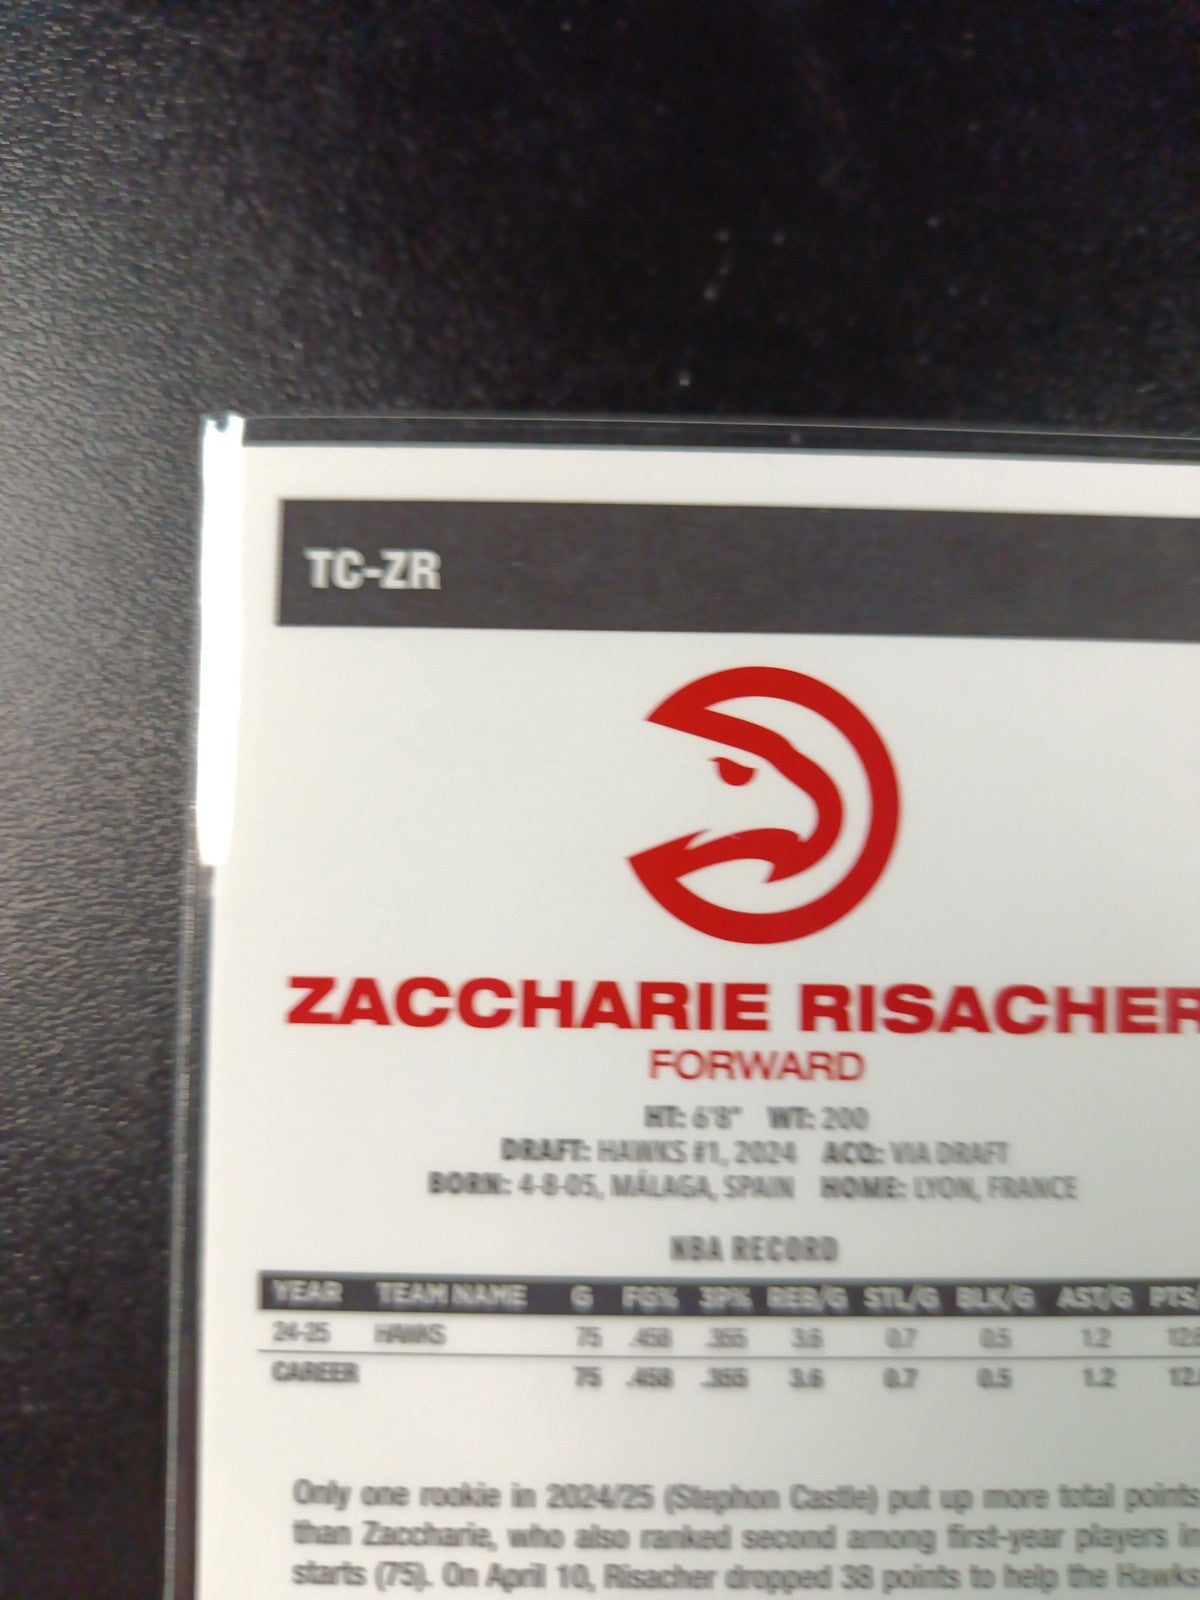 TC-ZR
ZACCHARIE RISACHER
FORWARD
HT: 6'8" WT: 200
DRAFT: HAWKS #1, 2024 ACQ: VIA DRAFT
BORN: 4-8-05, MÁLAGA, SPAIN HOME: LYON, FRANCE
NBA RECORD
YEAR TEAM NAME G FG% 3P% REB/G STL/G BLK/G AST/G PTS/
24-25 HAWKS 75 .458 .355 3.6 0.7 0.5 1.2
CAREER 75 .458 .355 3.6 0.7 0.5 1.2
Only one rookie in 2024/25 (Stephon Castle) put up more total points
than Zaccharie, who also ranked second among first-year players in
starts (75). On April 10, Risacher dropped 38 points to help the Hawks